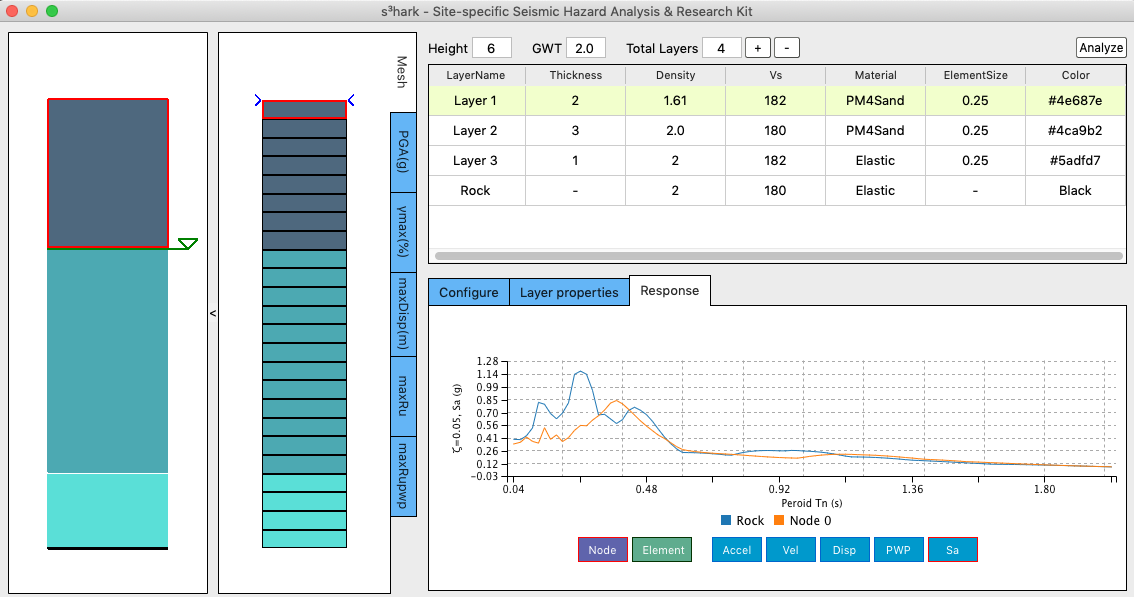 s³hark - Site-specific Seismic Hazard Analysis & Research Kit
Height 6 GWT 2.0 Total Layers 4 + - Analyze
LayerName Thickness Density Vs Material ElementSize Color
Layer 1 2 1.61 182 PM4Sand 0.25 #4e687e
Layer 2 3 2.0 180 PM4Sand 0.25 #4ca9b2
Layer 3 1 2 182 Elastic 0.25 #5adfd7
Rock - 2 180 Elastic - Black
<
Mesh
PGA(g)
γmax(%)
maxDisp(m)
maxRu
maxRupwp
Configure Layer properties Response
ζ=0.05, Sa (g)
1.28
1.14
0.99
0.85
0.70
0.56
0.41
0.26
0.12
-0.03
0.04 0.48 0.92 1.36 1.80
Peroid Tn (s)
Rock Node 0
Node Element Accel Vel Disp PWP Sa